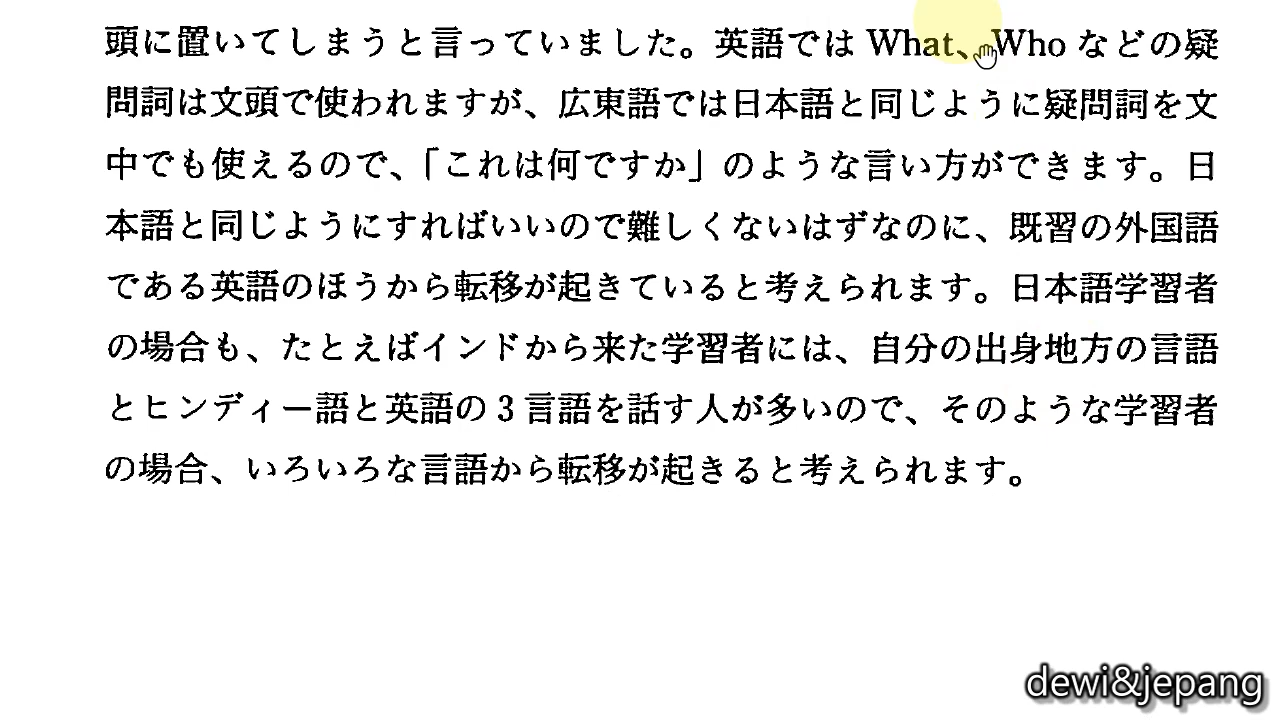 頭に置いてしまうと言っていました。英語では What、Who などの疑
問詞は文頭で使われますが、広東語では日本語と同じように疑問詞を文
中でも使えるので、「これは何ですか」のような言い方ができます。日
本語と同じようにすればいいので難しくないはずなのに、既習の外国語
である英語のほうから転移が起きていると考えられます。日本語学習者
の場合も、たとえばインドから来た学習者には、自分の出身地方の言語
とヒンディー語と英語の 3 言語を話す人が多いので、そのような学習者
の場合、いろいろな言語から転移が起きると考えられます。
dewi&jepang